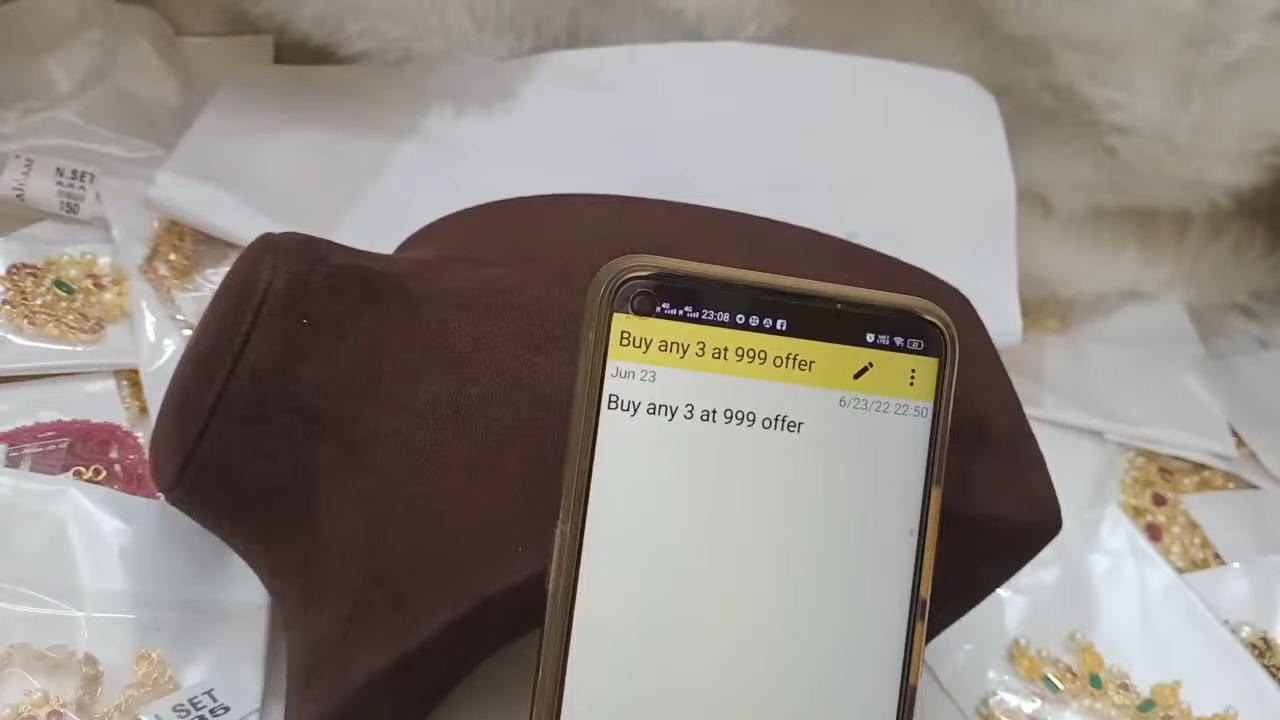 N.SET
150
23:08
Buy any 3 at 999 offer
Jun 23
6/23/22 22:50
Buy any 3 at 999 offer
SET